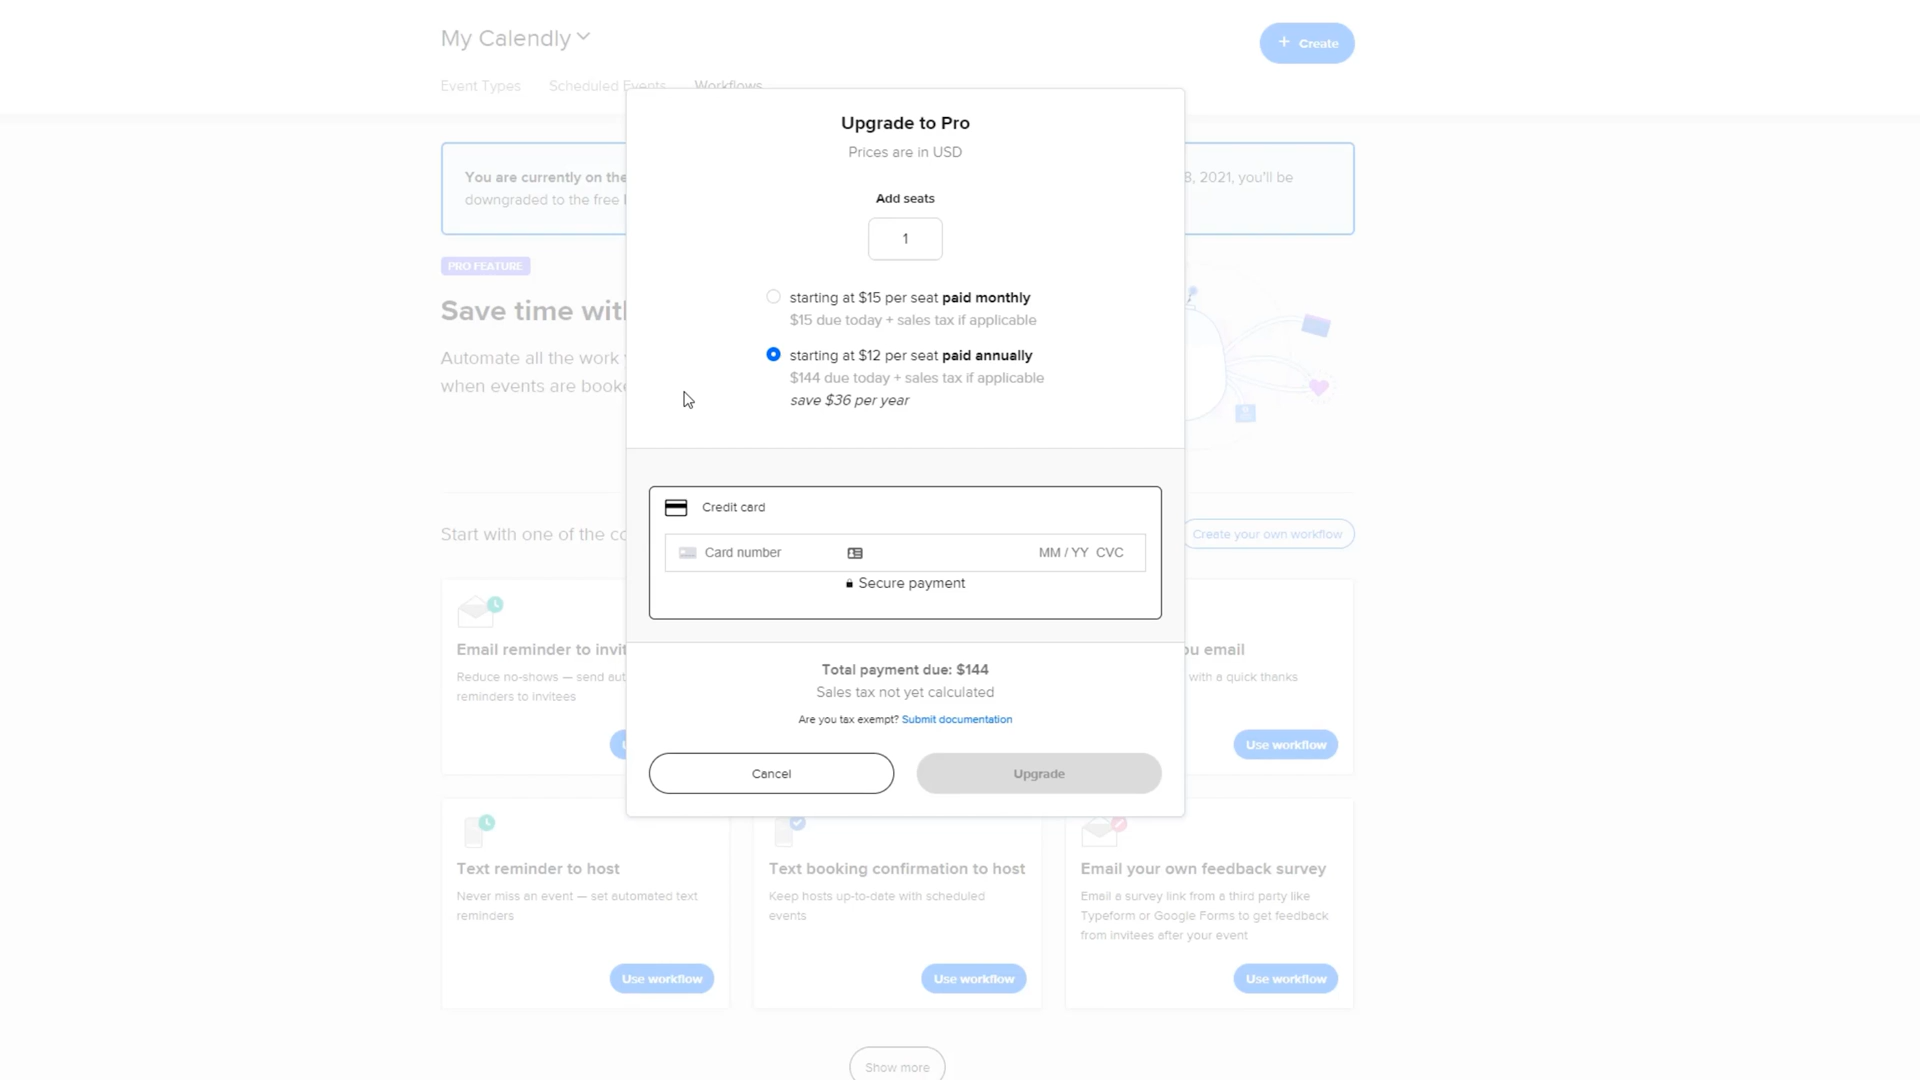 My Calendly
+ Create
Event Types
Scheduled Events
Workflows
Upgrade to Pro
Prices are in USD
Add seats
1
starting at $15 per seat paid monthly
$15 due today + sales tax if applicable
starting at $12 per seat paid annually
$144 due today + sales tax if applicable
save $36 per year
Credit card
Card number
MM / YY CVC
Secure payment
Total payment due: $144
Sales tax not yet calculated
Are you tax exempt? Submit documentation
Cancel
Upgrade
You are currently on the
8, 2021, you'll be
downgraded to the free
PRO FEATURE
Save time with
Automate all the work
when events are booke
Start with one of the co
Create your own workflow
Email reminder to invit
Reduce no-shows — send aut
reminders to invitees
ou email
with a quick thanks
Use workflow
Text reminder to host
Never miss an event — set automated text
reminders
Use workflow
Text booking confirmation to host
Keep hosts up-to-date with scheduled
events
Use workflow
Email your own feedback survey
Email a survey link from a third party like
Typeform or Google Forms to get feedback
from invitees after your event
Use workflow
Show more